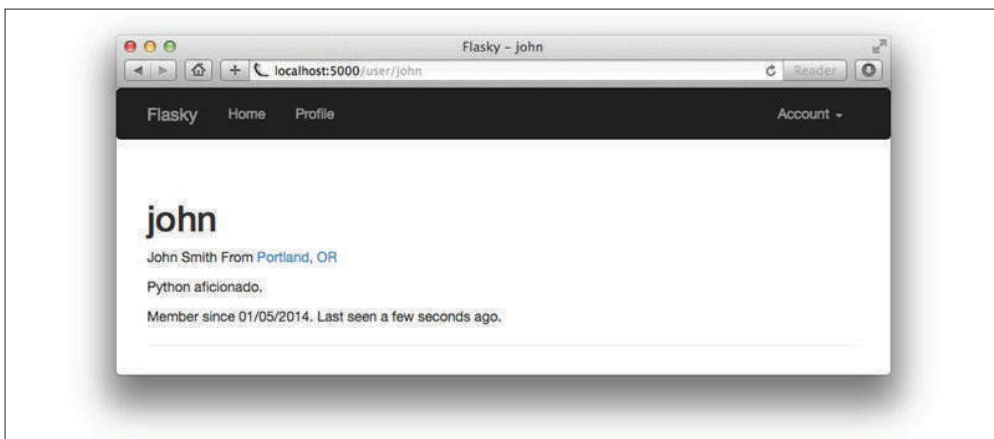 Flasky – john
localhost:5000/user/john
Reader
Flasky Home Profile Account
john
John Smith From Portland, OR
Python aficionado.
Member since 01/05/2014. Last seen a few seconds ago.